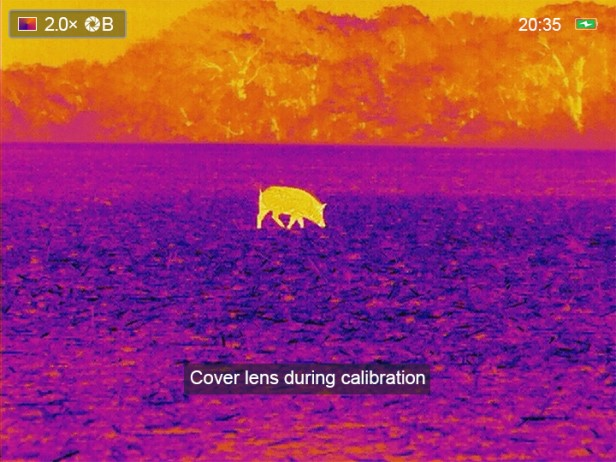 2.0× B
20:35
Cover lens during calibration